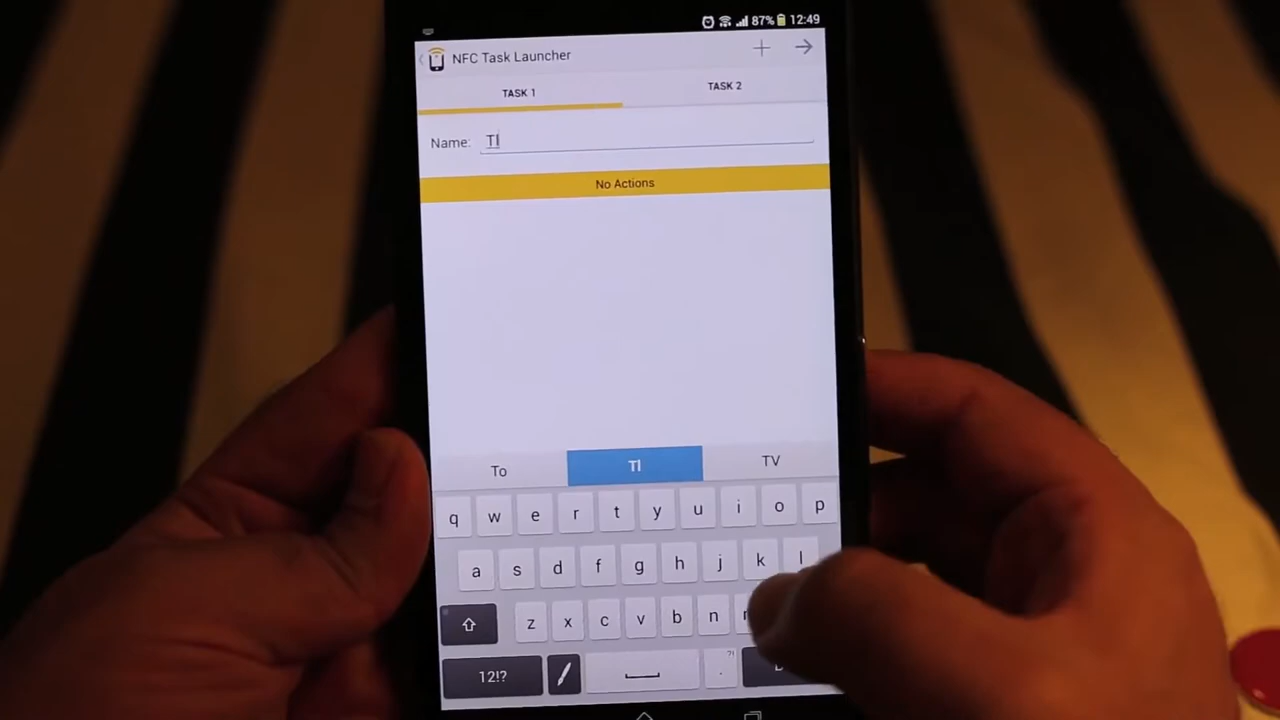 87% 12:49
NFC Task Launcher
TASK 1 TASK 2
Name: Tl
No Actions
To Tl TV
q w e r t y u i o p
a s d f g h j k l
z x c v b n
12!? . ?!